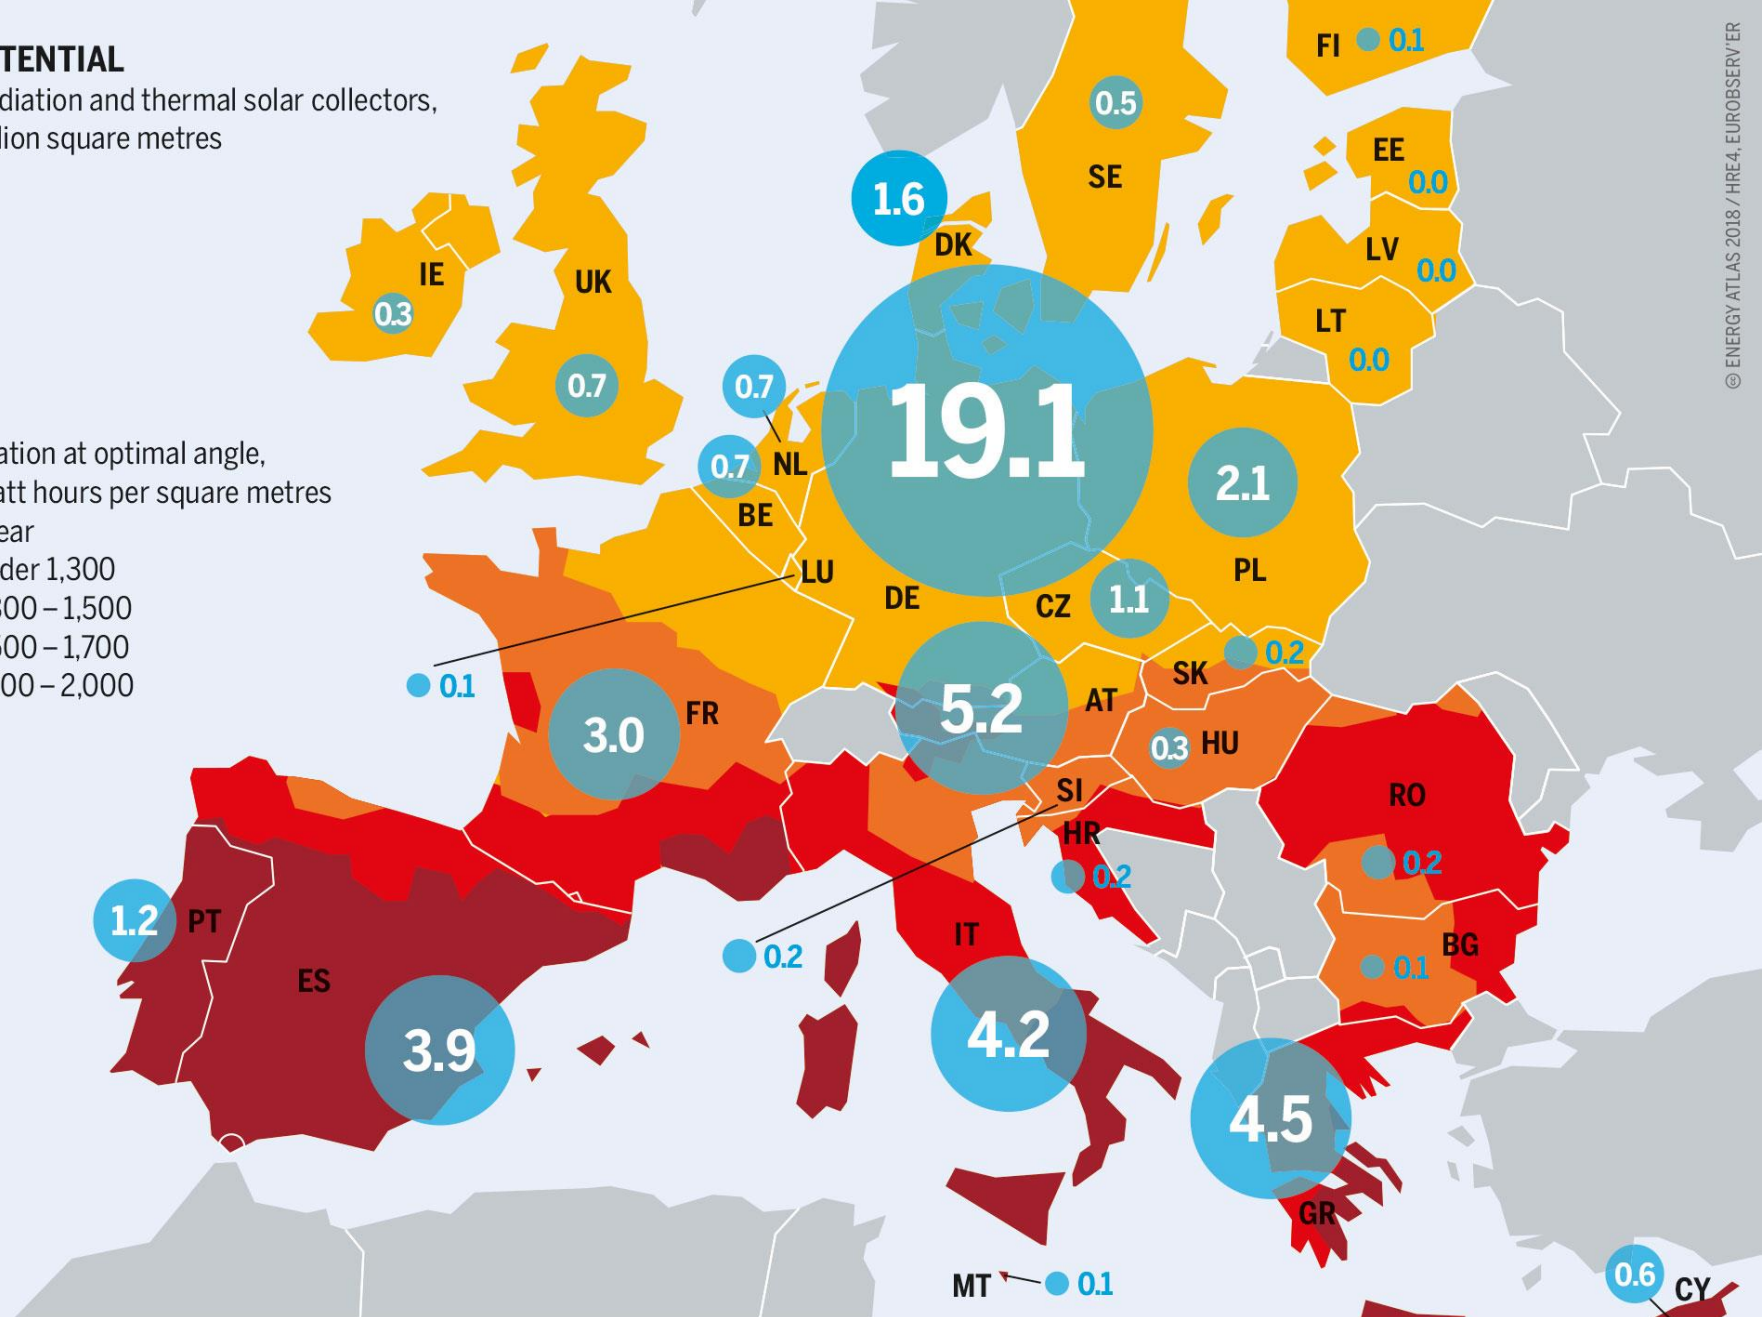 TENTIAL
diation and thermal solar collectors,
lion square metres
ation at optimal angle,
att hours per square metres
ear
der 1,300
300 – 1,500
500 – 1,700
00 – 2,000
FI 0.1
0.5
SE
EE
0.0
LV
0.0
LT
0.0
1.6
DK
IE
0.3
UK
0.7
0.7
NL
0.7
BE
19.1
2.1
PL
LU
0.1
DE
CZ 1.1
0.2
SK
5.2
AT
FR
3.0
0.3 HU
SI
0.2
HR
0.2
RO
0.2
BG
0.1
1.2 PT
ES
3.9
IT
4.2
4.5
GR
MT 0.1
0.6 CY
© ENERGY ATLAS 2018 / HRE4, EUROBSERV'ER